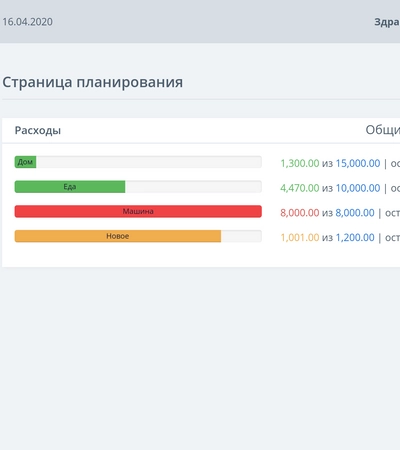 16.04.2020 Здра
Страница планирования
Расходы Общи
Дом 1,300.00 из 15,000.00 | ос
Еда 4,470.00 из 10,000.00 | ос
Машина 8,000.00 из 8,000.00 | ост
Новое 1,001.00 из 1,200.00 | ост